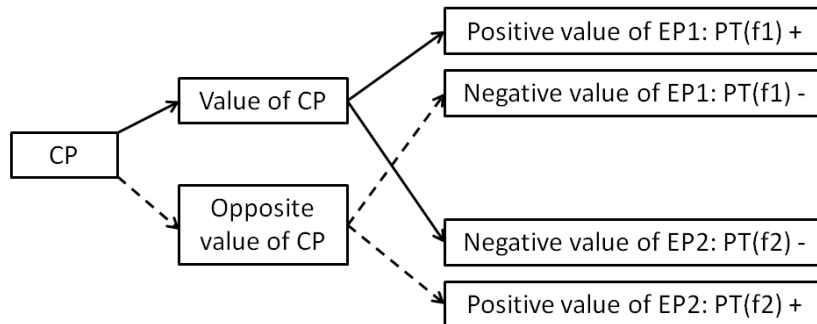 CP
Value of CP
Opposite
value of CP
Positive value of EP1: PT(f1) +
Negative value of EP1: PT(f1) -
Negative value of EP2: PT(f2) -
Positive value of EP2: PT(f2) +